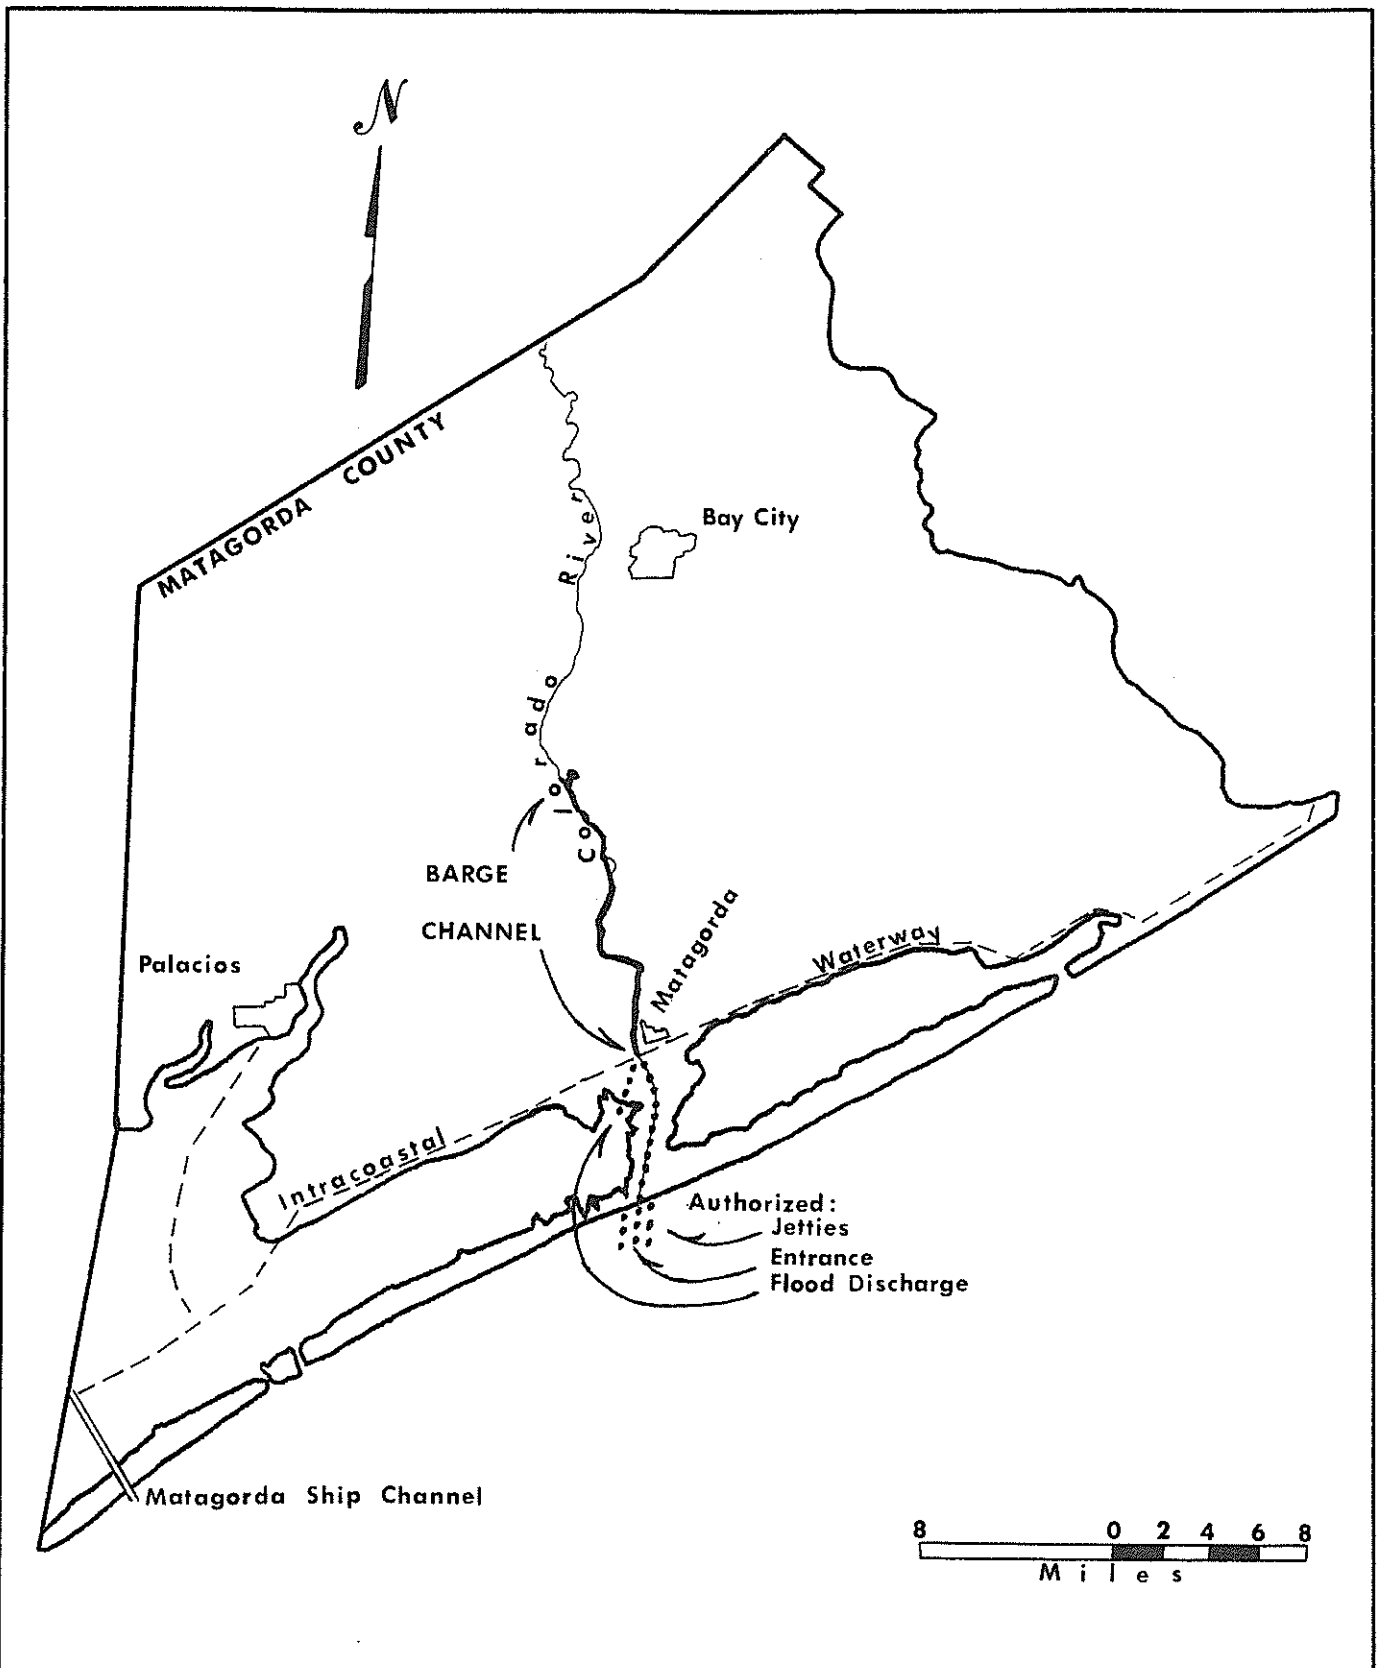 N
MATAGORDA COUNTY
Bay City
Colorado River
BARGE
CHANNEL
Matagorda
Waterway
Palacios
Intracoastal
Authorized:
Jetties
Entrance
Flood Discharge
Matagorda Ship Channel
8 0 2 4 6 8
Miles